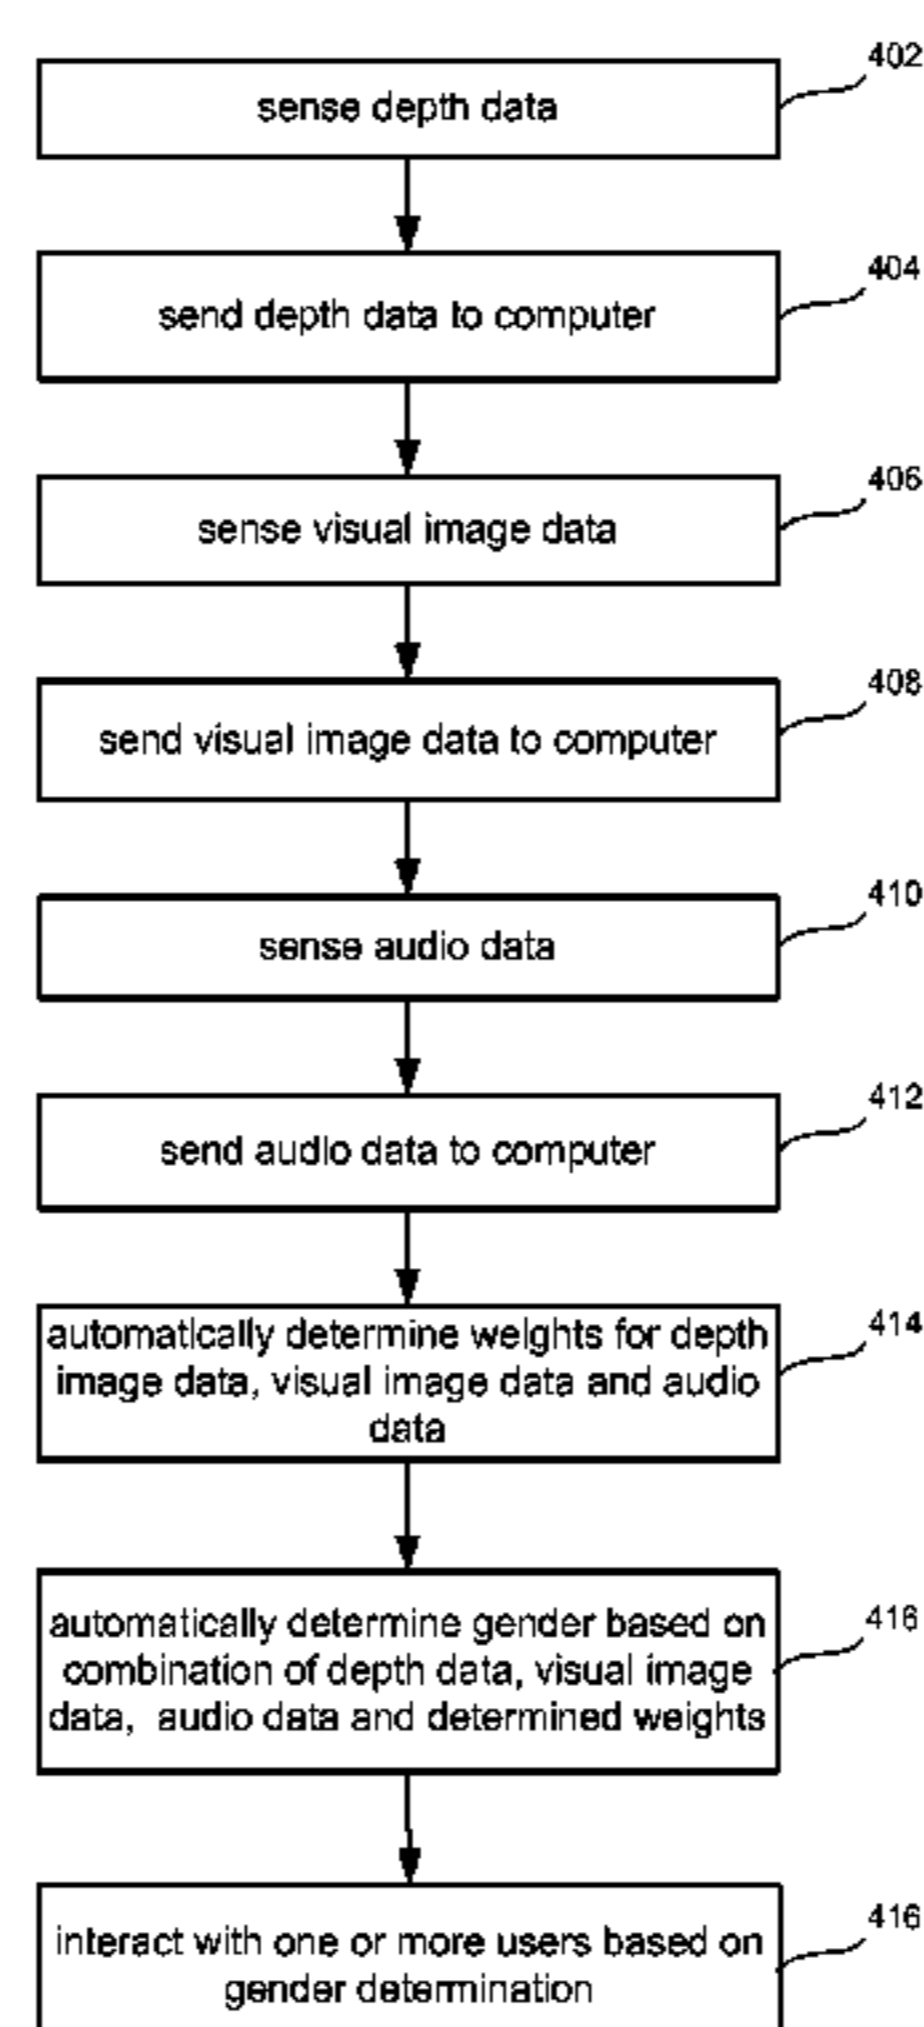 402
sense depth data
404
send depth data to computer
406
sense visual image data
408
send visual image data to computer
410
sense audio data
412
send audio data to computer
414
automatically determine weights for depth
image data, visual image data and audio
data
416
automatically determine gender based on
combination of depth data, visual image
data, audio data and determined weights
416
interact with one or more users based on
gender determination